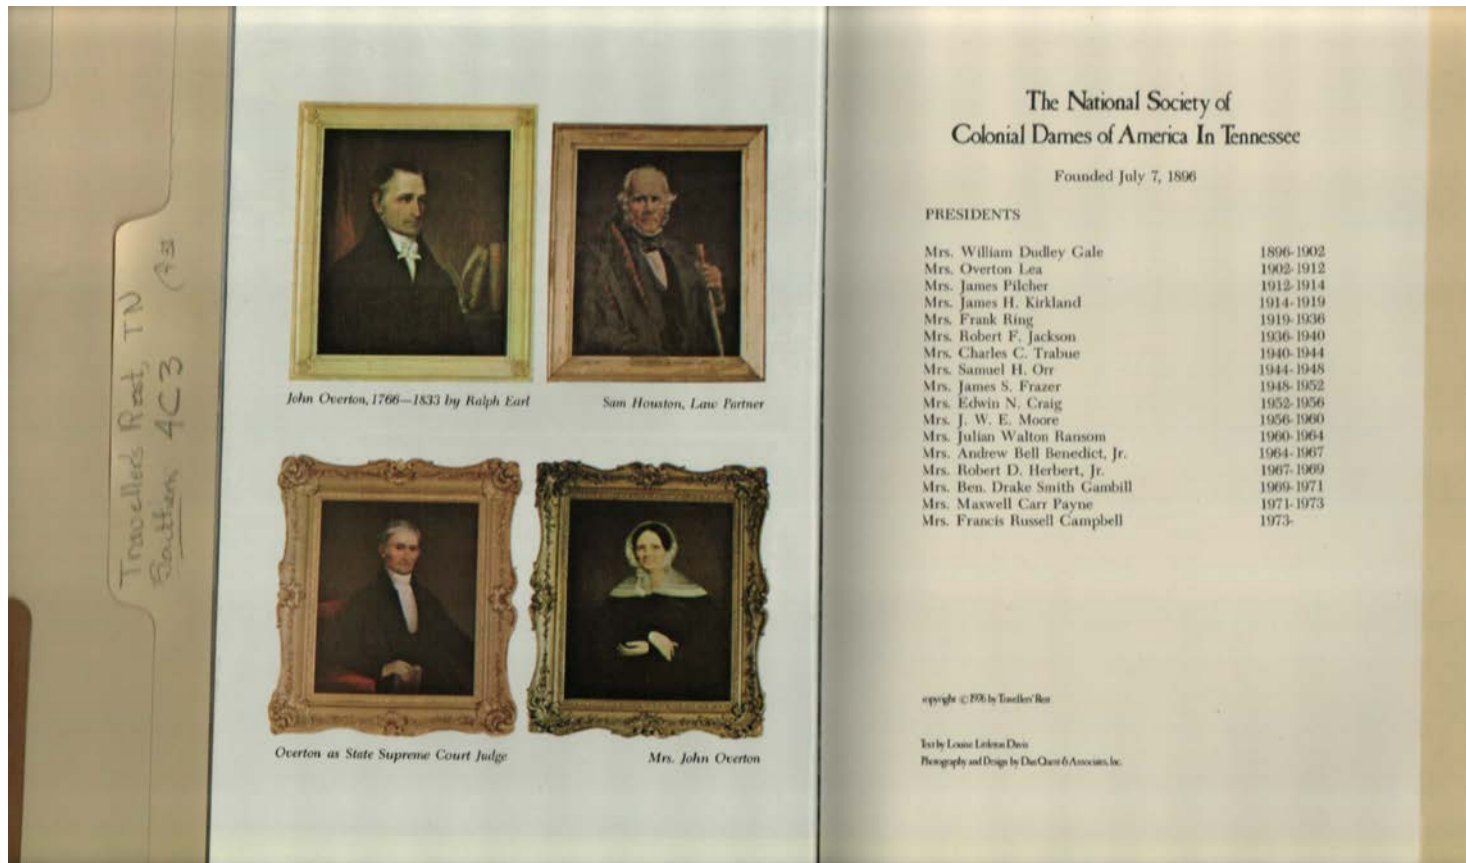 Travellers Rest, TN
Southern 4C3
John Overton, 1766—1833 by Ralph Earl
Sam Houston, Law Partner
Overton as State Supreme Court Judge
Mrs. John Overton
The National Society of
Colonial Dames of America In Tennessee
Founded July 7, 1896
PRESIDENTS
Mrs. William Dudley Gale 1896-1902
Mrs. Overton Lea 1902-1912
Mrs. James Pilcher 1912-1914
Mrs. James H. Kirkland 1914-1919
Mrs. Frank Ring 1919-1936
Mrs. Robert F. Jackson 1936-1940
Mrs. Charles C. Trabue 1940-1944
Mrs. Samuel H. Orr 1944-1948
Mrs. James S. Frazer 1948-1952
Mrs. Edwin N. Craig 1952-1956
Mrs. J. W. E. Moore 1956-1960
Mrs. Julian Walton Ransom 1960-1964
Mrs. Andrew Bell Benedict, Jr. 1964-1967
Mrs. Robert D. Herbert, Jr. 1967-1969
Mrs. Ben. Drake Smith Gambill 1969-1971
Mrs. Maxwell Carr Payne 1971-1973
Mrs. Francis Russell Campbell 1973-
copyright © 1976 by Travellers' Rest
Text by Louise Littleton Davis
Photography and Design by Dan Quest & Associates, Inc.